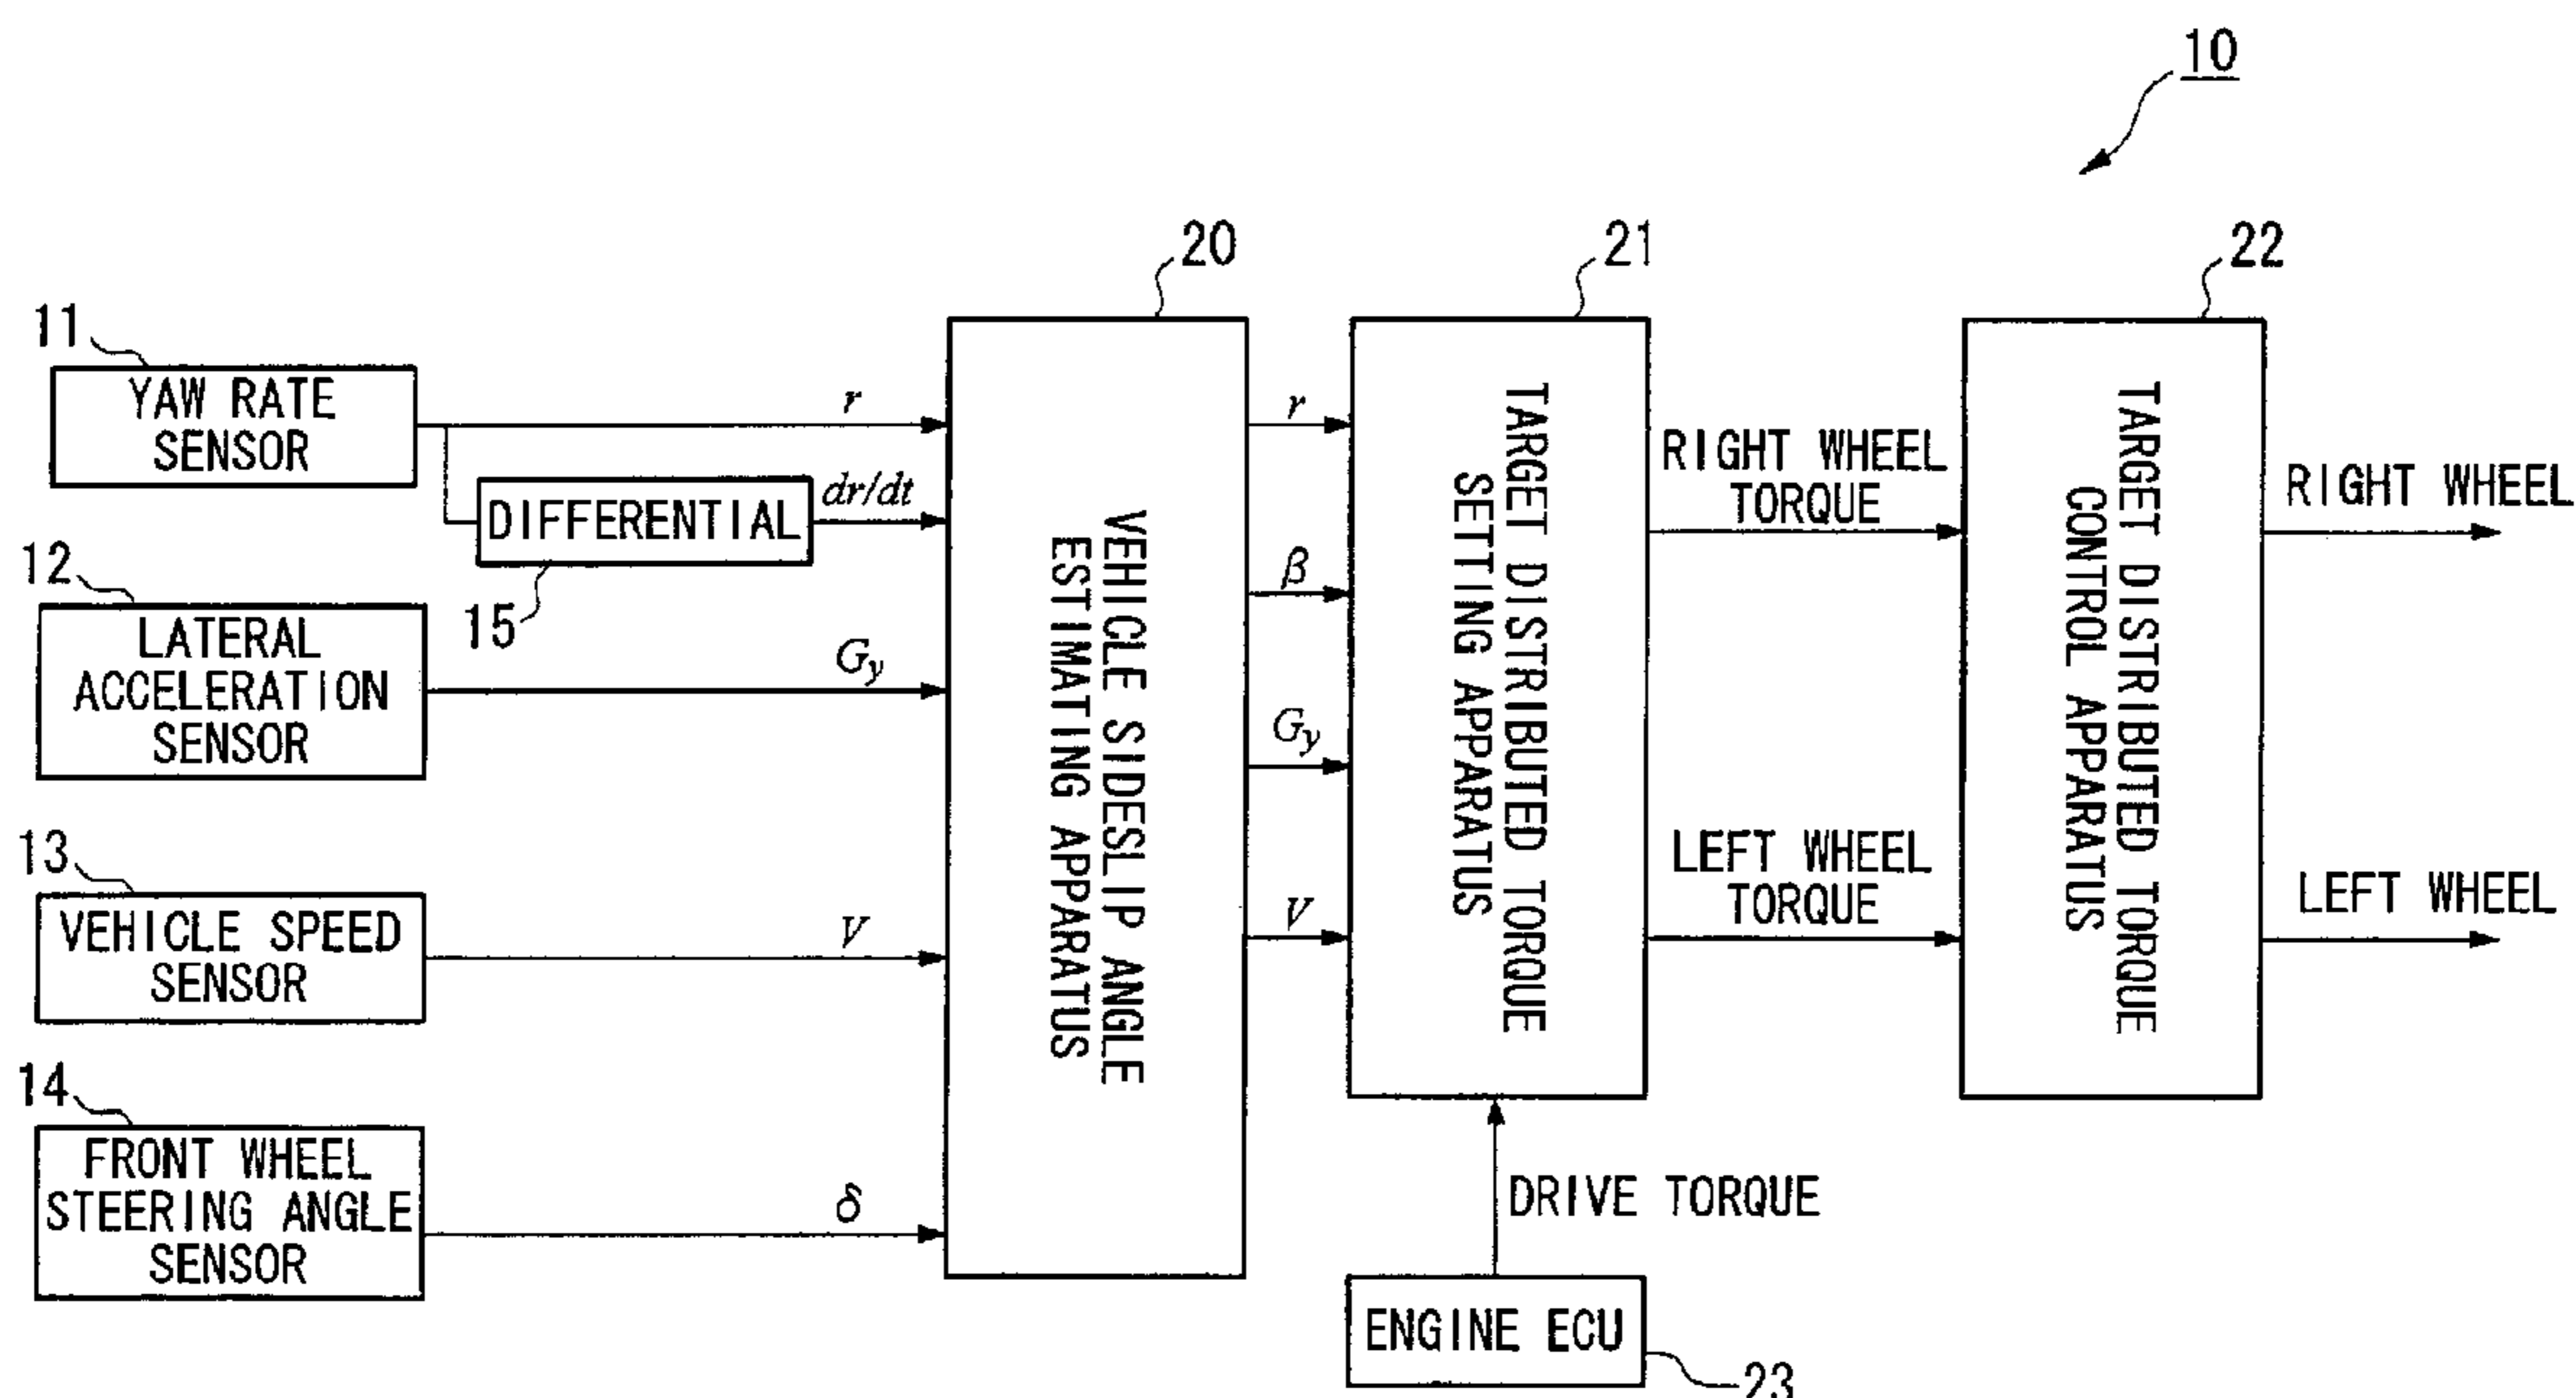 10
20
21
22
11
YAW RATE
SENSOR
r
DIFFERENTIAL
dr/dt
15
12
LATERAL
ACCELERATION
SENSOR
Gy
13
VEHICLE SPEED
SENSOR
V
14
FRONT WHEEL
STEERING ANGLE
SENSOR
δ
VEHICLE SIDESLIP ANGLE
ESTIMATING APPARATUS
r
β
Gy
V
TARGET DISTRIBUTED TORQUE
SETTING APPARATUS
RIGHT WHEEL
TORQUE
LEFT WHEEL
TORQUE
TARGET DISTRIBUTED TORQUE
CONTROL APPARATUS
RIGHT WHEEL
LEFT WHEEL
DRIVE TORQUE
ENGINE ECU
23